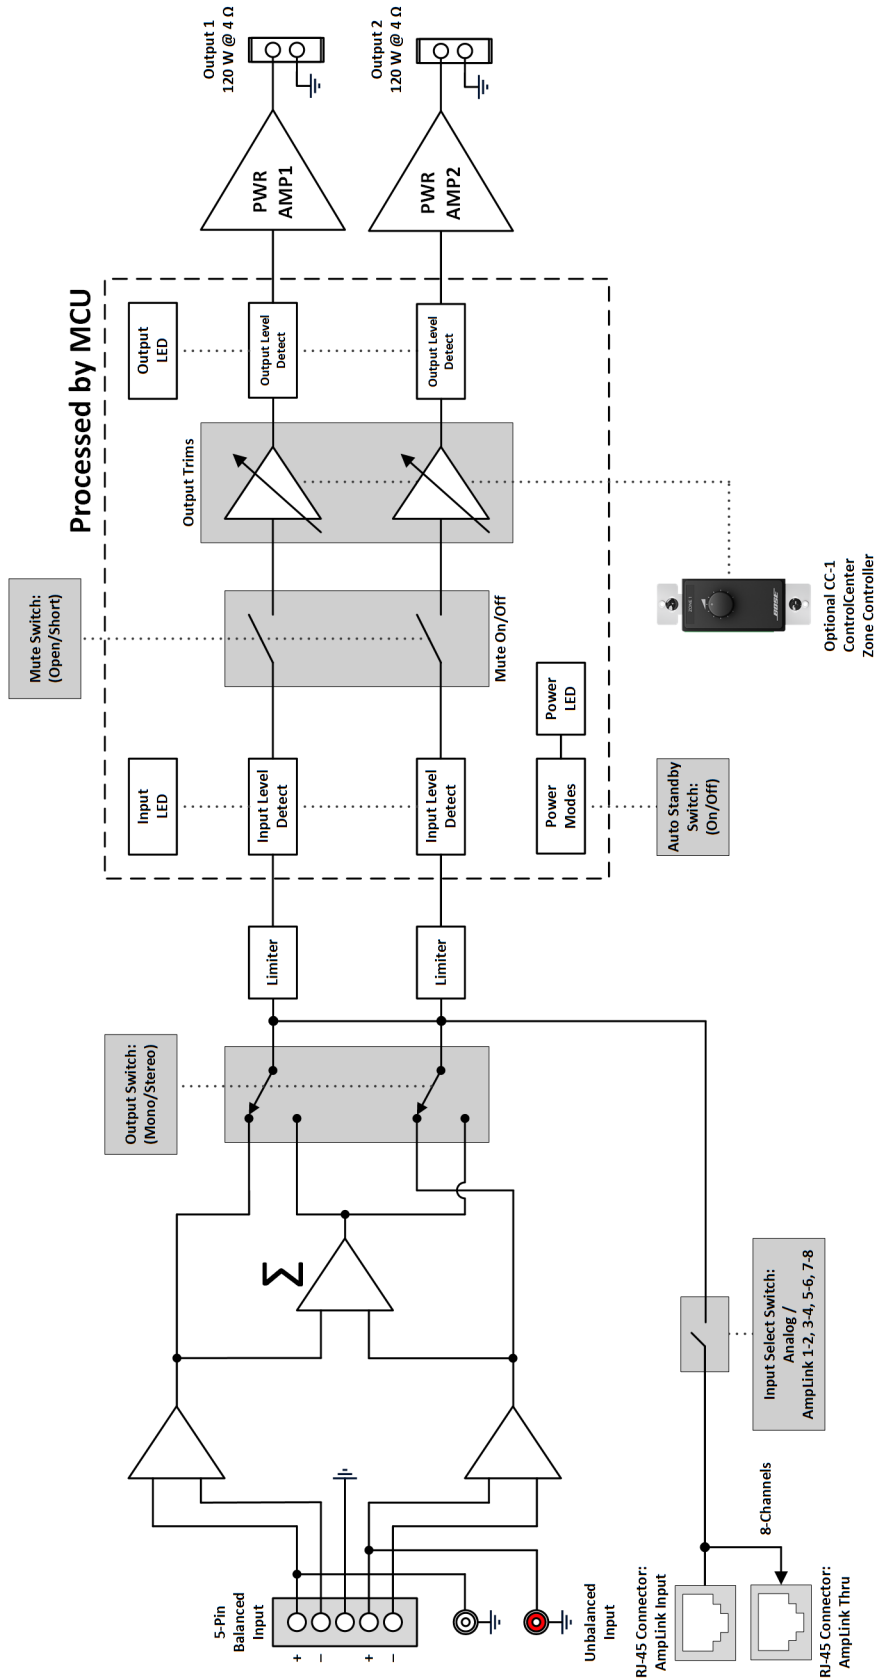 5-Pin
Balanced
Input
+
–
+
–
Unbalanced
Input
RJ-45 Connector:
AmpLink Input
RJ-45 Connector:
AmpLink Thru
8-Channels
Input Select Switch:
Analog /
AmpLink 1-2, 3-4, 5-6, 7-8
Σ
Output Switch:
(Mono/Stereo)
Limiter
Limiter
Processed by MCU
Input
LED
Input Level
Detect
Input Level
Detect
Power
Modes
Power
LED
Auto Standby
Switch:
(On/Off)
Mute Switch:
(Open/Short)
Mute On/Off
Output Trims
Optional CC-1
ControlCenter
Zone Controller
ZONE 1
BOSE
Output
LED
Output Level
Detect
Output Level
Detect
PWR
AMP1
PWR
AMP2
Output 1
120 W @ 4 Ω
Output 2
120 W @ 4 Ω